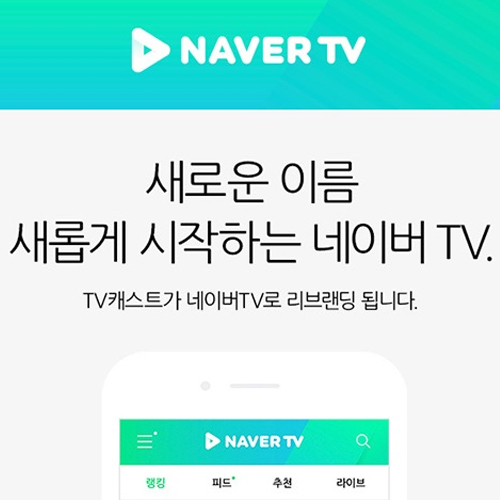 NAVER TV
새로운 이름
새롭게 시작하는 네이버 TV.
TV캐스트가 네이버TV로 리브랜딩 됩니다.
NAVER TV
랭킹 피드 추천 라이브